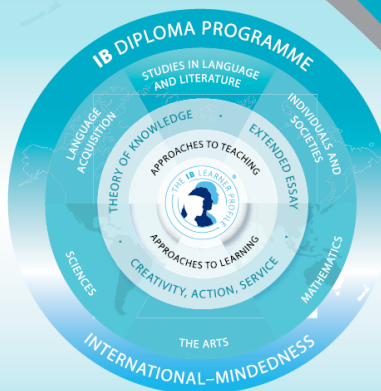 IB DIPLOMA PROGRAMME
STUDIES IN LANGUAGE
AND LITERATURE
LANGUAGE
ACQUISITION
INDIVIDUALS AND
SOCIETIES
THEORY OF KNOWLEDGE
EXTENDED ESSAY
APPROACHES TO TEACHING
THE IB LEARNER PROFILE
APPROACHES TO LEARNING
CREATIVITY, ACTION, SERVICE
SCIENCES
MATHEMATICS
THE ARTS
INTERNATIONAL–MINDEDNESS